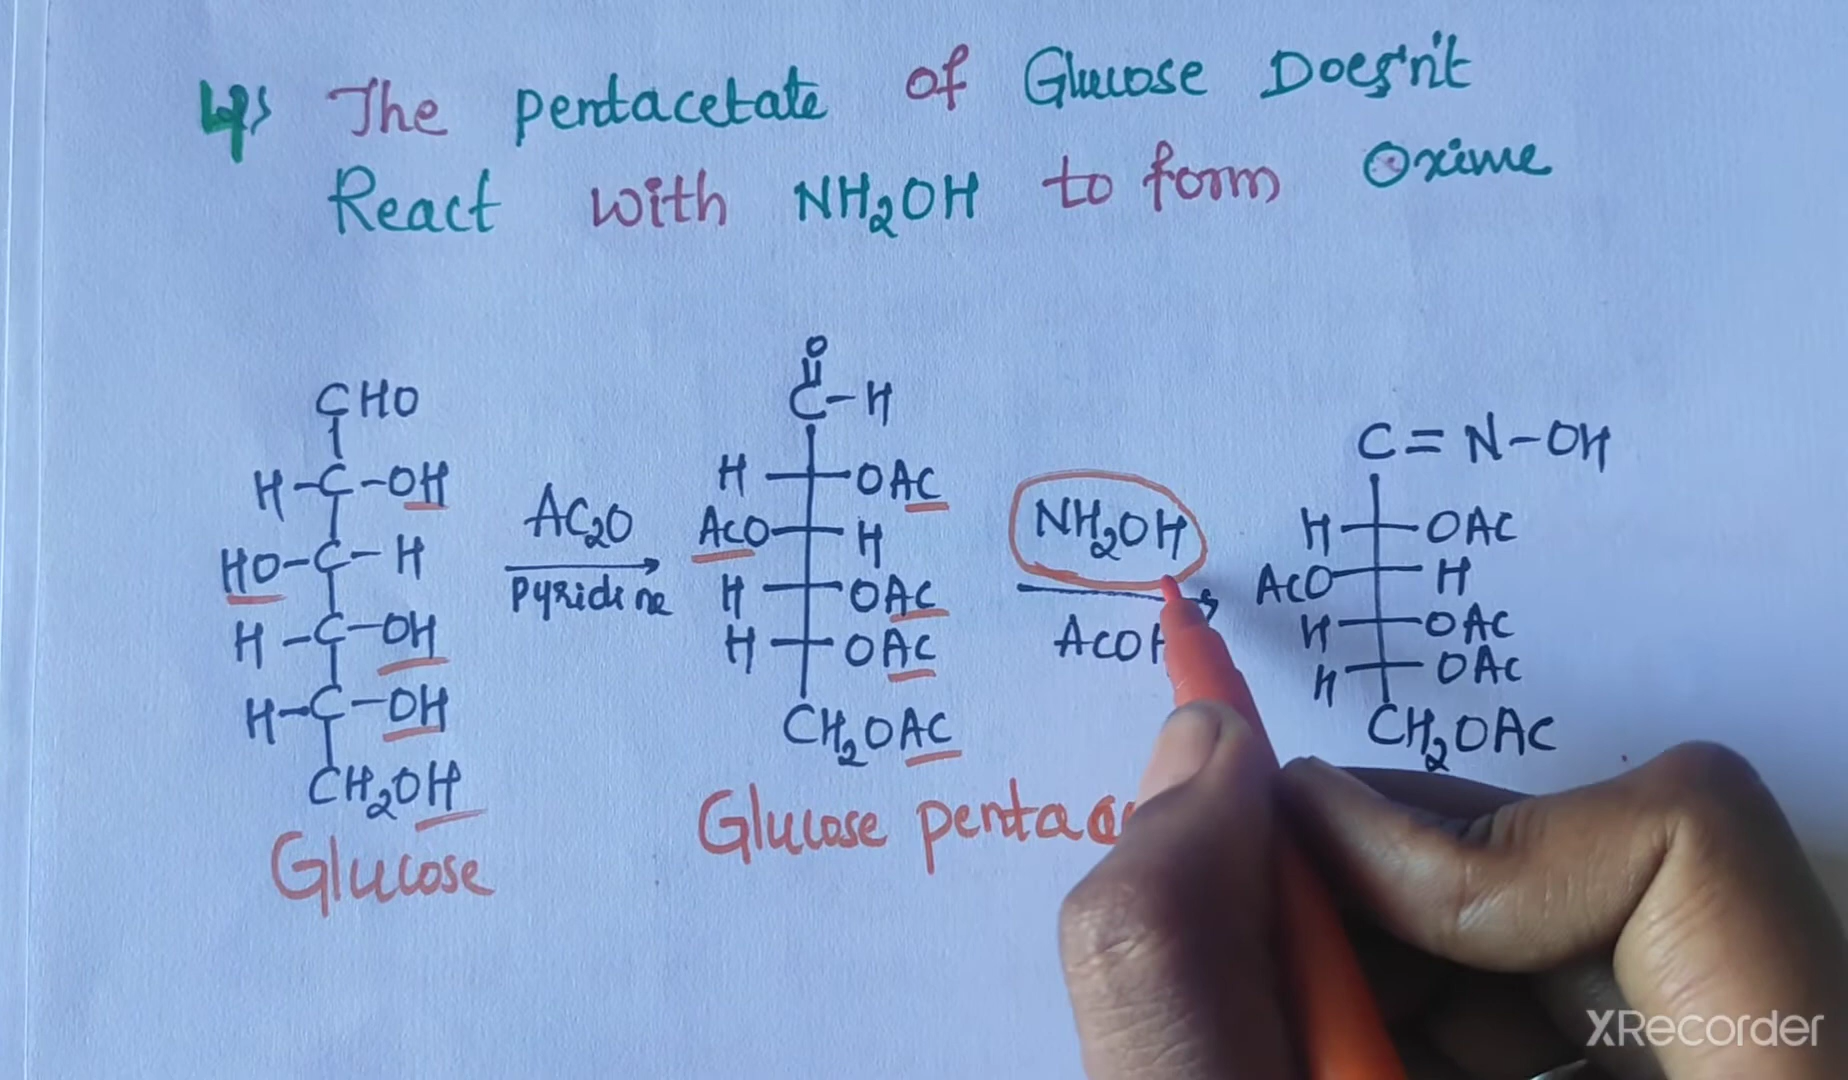 4) The pentacetate of Glucose Doesn't
React with NH2OH to form Oxime
CHO
H-C-OH
HO-C-H
H-C-OH
H-C-OH
CH2OH
Glucose
AC2O
pyridine
O
C-H
H OAC
ACO H
H OAC
H OAC
CH2OAC
Glucose
NH2OH
C=N-OH
H OAC
ACO H
H OAC
H OAC
CH2OAC
XRecorder